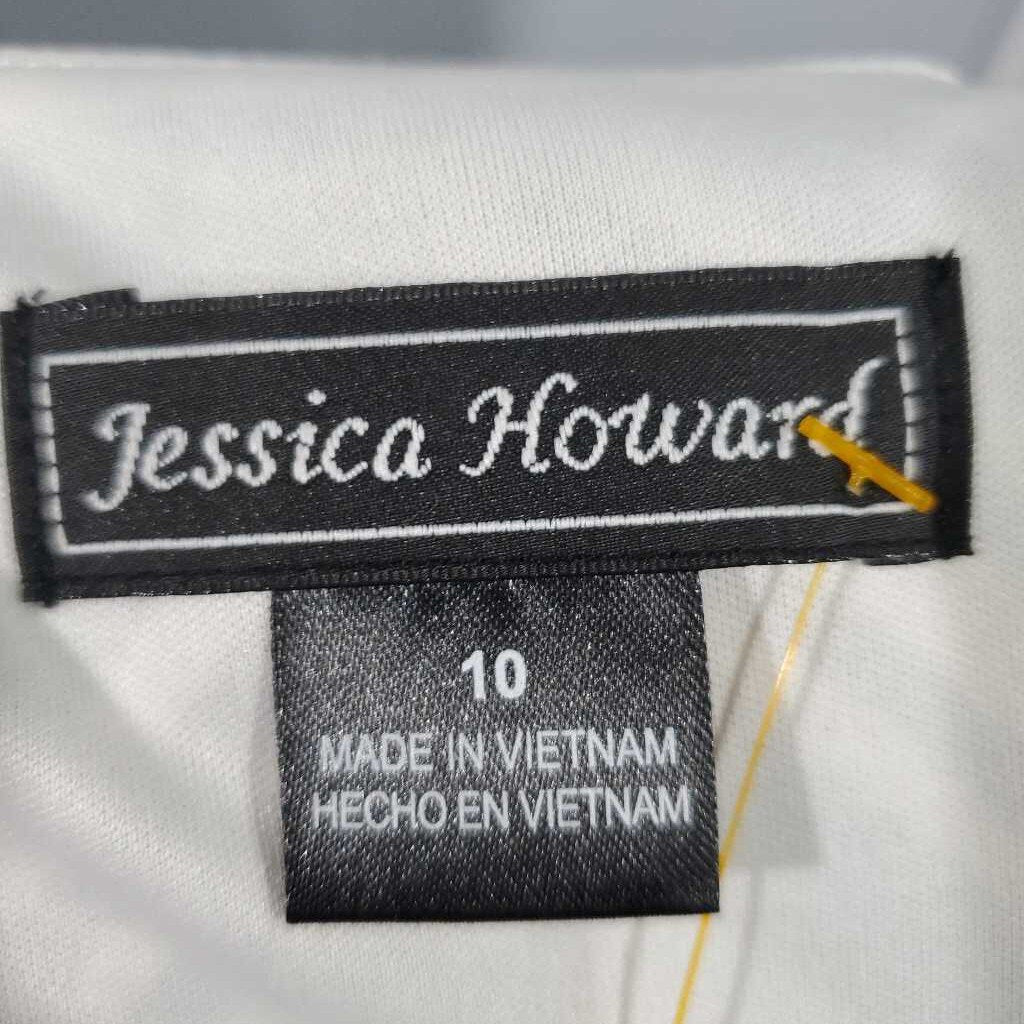 Jessica Howard
10
MADE IN VIETNAM
HECHO EN VIETNAM